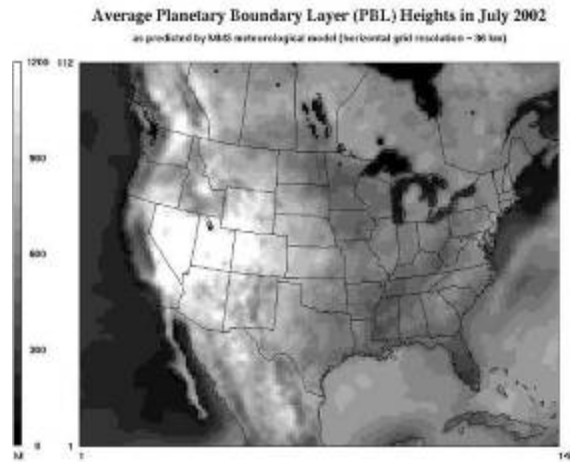 Average Planetary Boundary Layer (PBL) Heights in July 2002
as predicted by MM5 meteorological model (horizontal grid resolution ~ 36 km)
1200
112
900
600
300
0
1
M
1